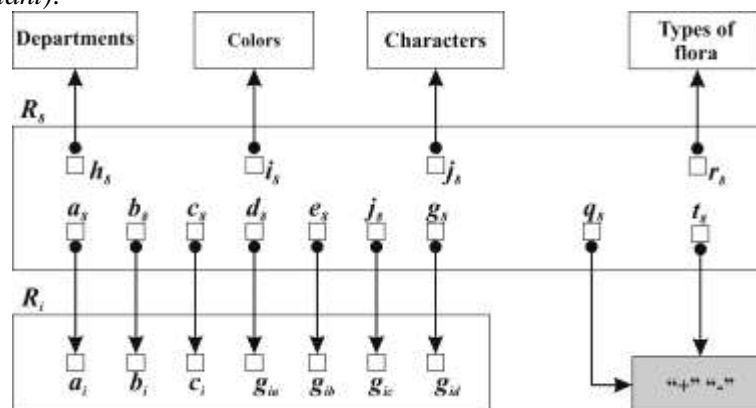 Departments
Colors
Characters
Types of
flora
Rs
hs is js rs
as bs cs ds es js gs qs ts
Ri
ai bi ci gia gib gic gid
“+” “-”